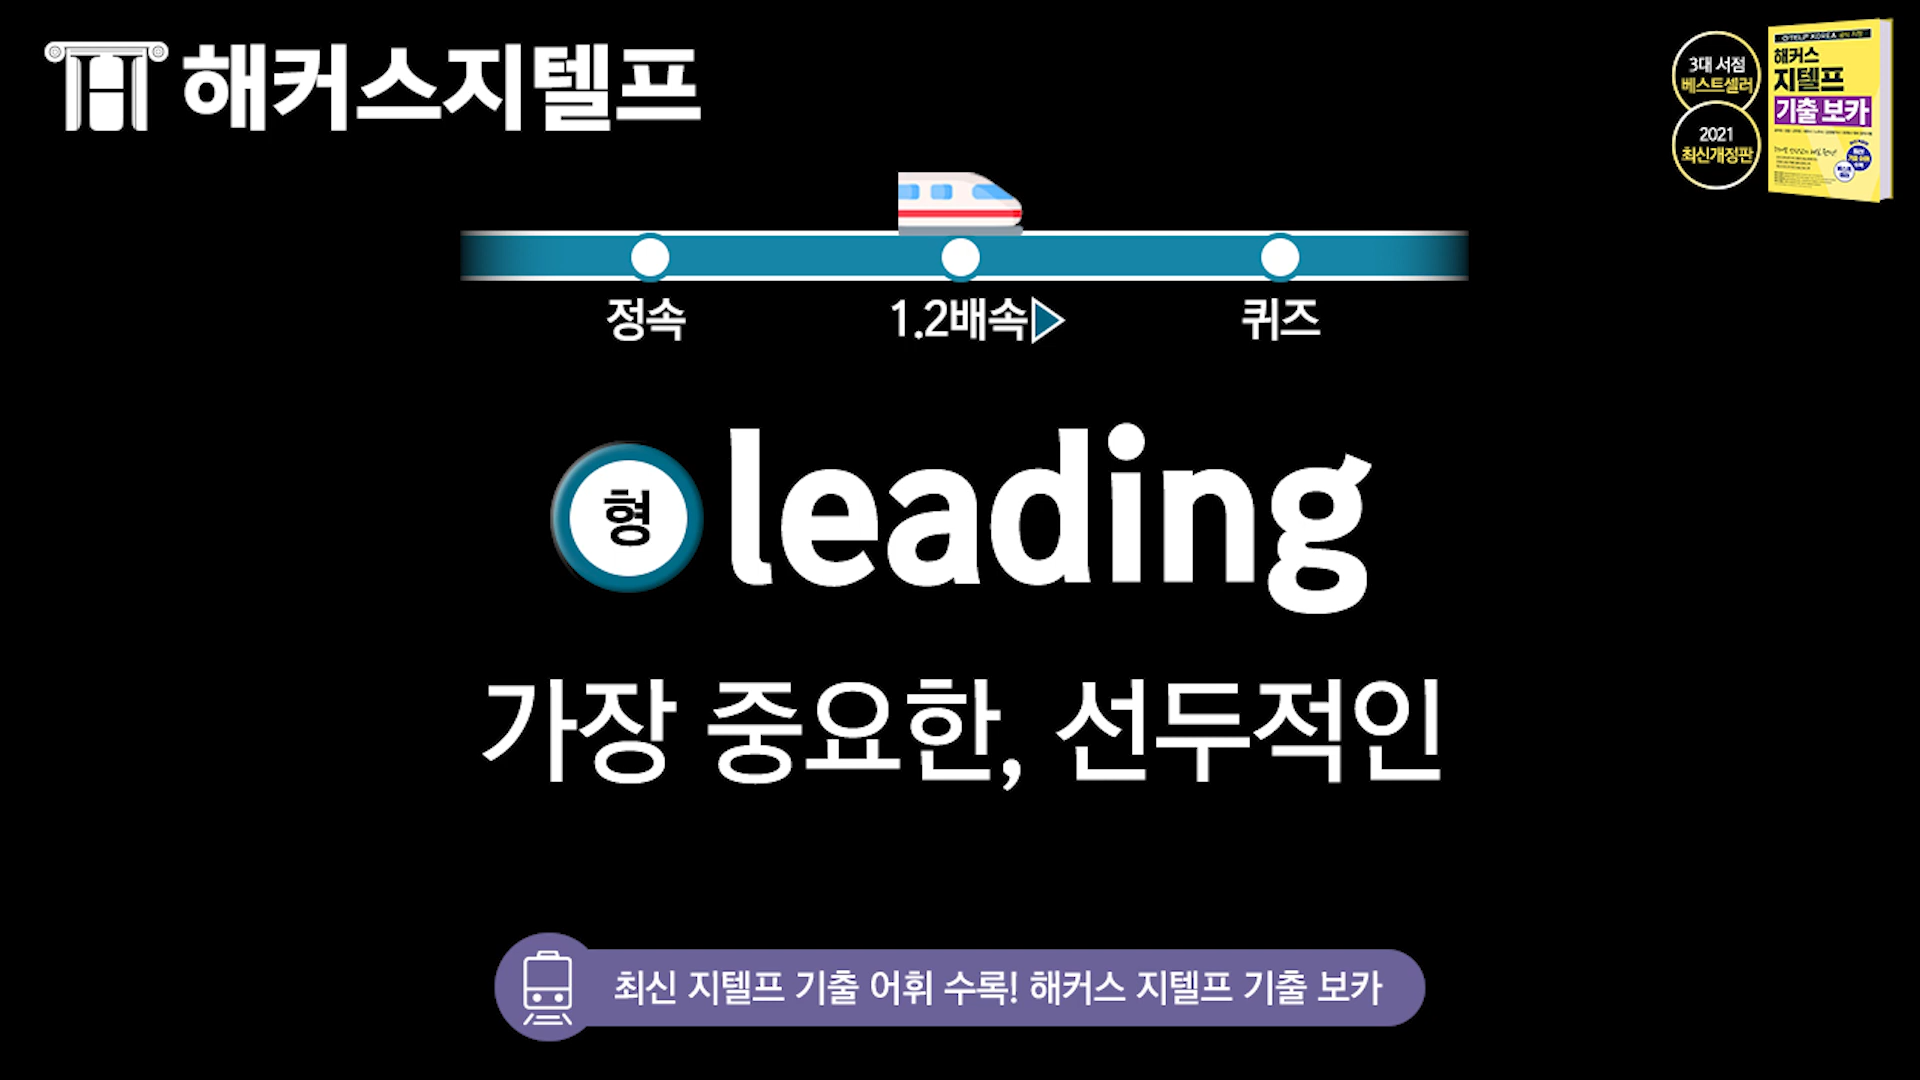 해커스지텔프
3대 서점
베스트셀러
2021
최신개정판
해커스
지텔프
기출 보카
정속
1.2배속
퀴즈
형 leading
가장 중요한, 선두적인
최신 지텔프 기출 어휘 수록! 해커스 지텔프 기출 보카